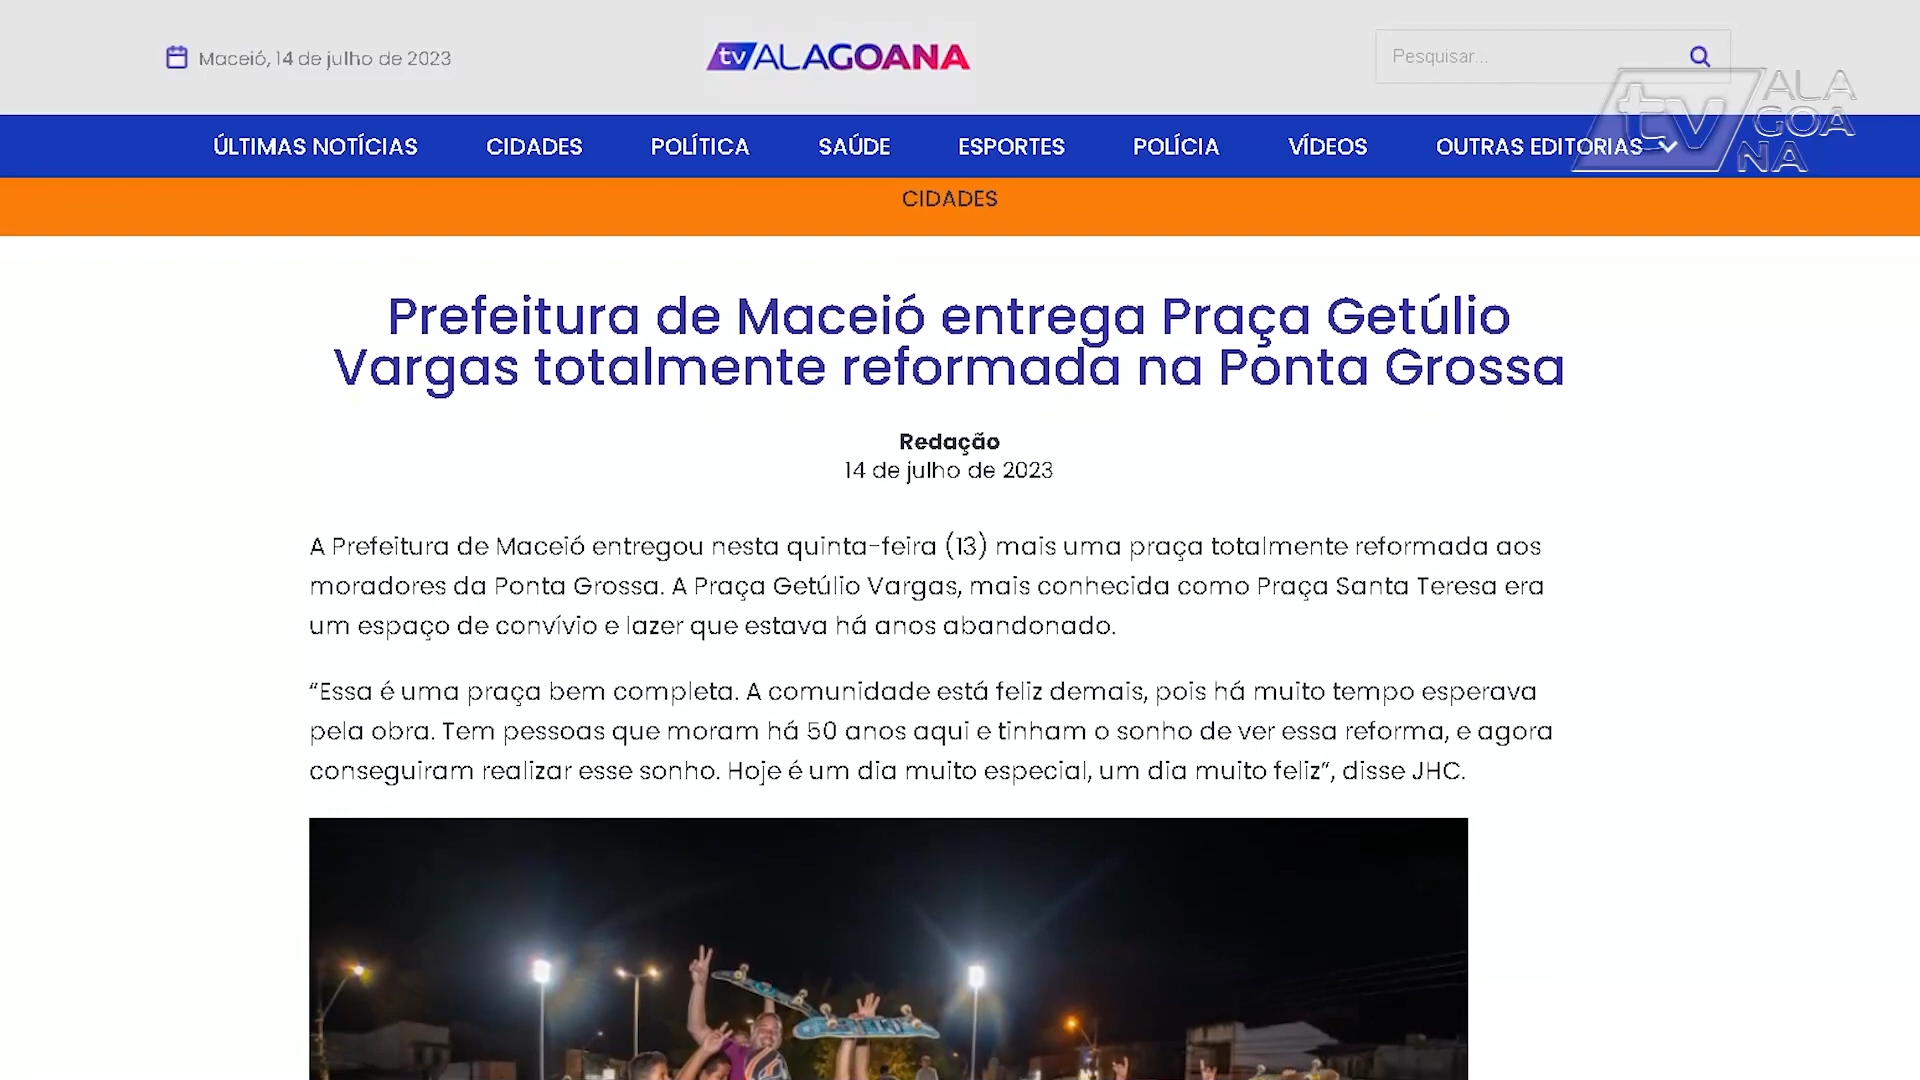 Maceió, 14 de julho de 2023
tv ALAGOANA
Pesquisar...
tv ALA
GOA
NA
ÚLTIMAS NOTÍCIAS CIDADES POLÍTICA SAÚDE ESPORTES POLÍCIA VÍDEOS OUTRAS EDITORIAS
CIDADES
Prefeitura de Maceió entrega Praça Getúlio
Vargas totalmente reformada na Ponta Grossa
Redação
14 de julho de 2023
A Prefeitura de Maceió entregou nesta quinta-feira (13) mais uma praça totalmente reformada aos
moradores da Ponta Grossa. A Praça Getúlio Vargas, mais conhecida como Praça Santa Teresa era
um espaço de convívio e lazer que estava há anos abandonado.
“Essa é uma praça bem completa. A comunidade está feliz demais, pois há muito tempo esperava
pela obra. Tem pessoas que moram há 50 anos aqui e tinham o sonho de ver essa reforma, e agora
conseguiram realizar esse sonho. Hoje é um dia muito especial, um dia muito feliz”, disse JHC.